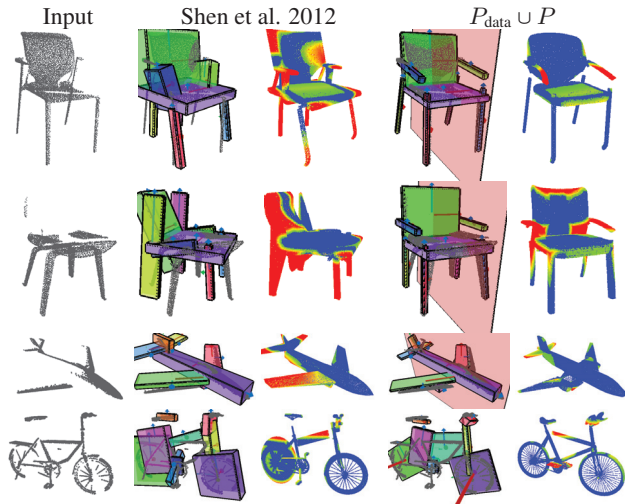 Input Shen et al. 2012 P_data ∪ P